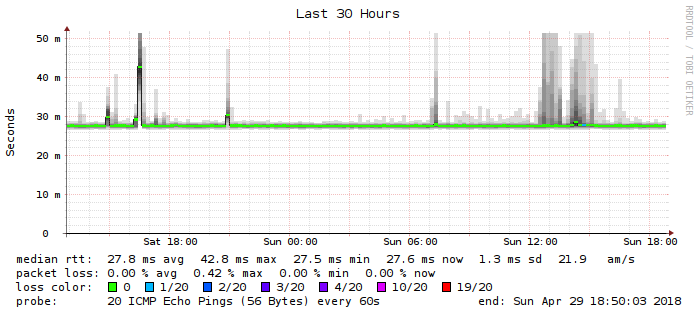 Last 30 Hours
RRDTOOL / TOBI OETIKER
Seconds
50 m
40 m
30 m
20 m
10 m
0
Sat 18:00 Sun 00:00 Sun 06:00 Sun 12:00 Sun 18:00
median rtt: 27.8 ms avg 42.8 ms max 27.5 ms min 27.6 ms now 1.3 ms sd 21.9 am/s
packet loss: 0.00 % avg 0.42 % max 0.00 % min 0.00 % now
loss color: 0 1/20 2/20 3/20 4/20 10/20 19/20
probe: 20 ICMP Echo Pings (56 Bytes) every 60s end: Sun Apr 29 18:50:03 2018